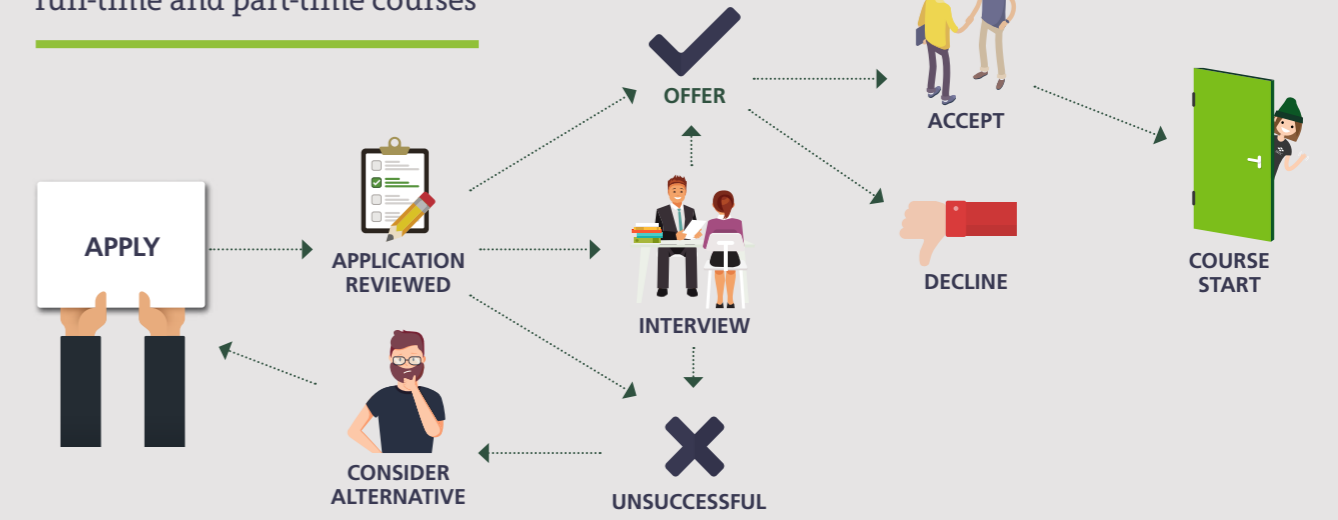 full-time and part-time courses
OFFER
ACCEPT
APPLY
APPLICATION
REVIEWED
INTERVIEW
DECLINE
COURSE
START
CONSIDER
ALTERNATIVE
UNSUCCESSFUL